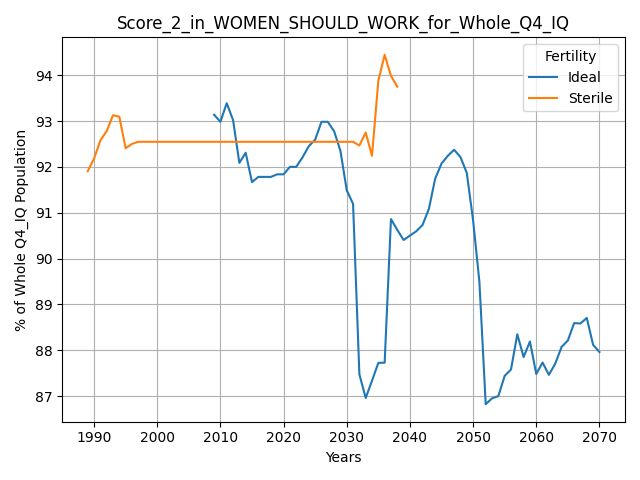 Score_2_in_WOMEN_SHOULD_WORK_for_Whole_Q4_IQ
Fertility
Ideal
Sterile
% of Whole Q4_IQ Population
94
93
92
91
90
89
88
87
1990 2000 2010 2020 2030 2040 2050 2060 2070
Years